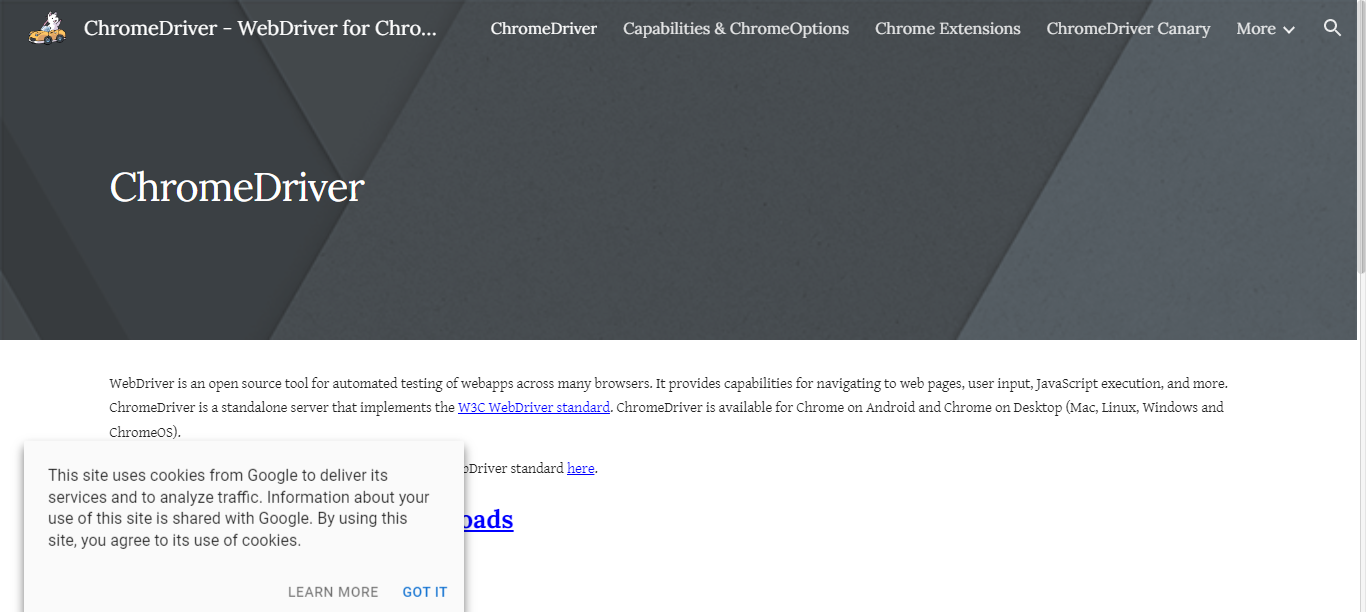 ChromeDriver - WebDriver for Chro...
ChromeDriver
Capabilities & ChromeOptions
Chrome Extensions
ChromeDriver Canary
More
ChromeDriver
WebDriver is an open source tool for automated testing of webapps across many browsers. It provides capabilities for navigating to web pages, user input, JavaScript execution, and more.
ChromeDriver is a standalone server that implements the W3C WebDriver standard. ChromeDriver is available for Chrome on Android and Chrome on Desktop (Mac, Linux, Windows and
ChromeOS).
Driver standard here.
oads
This site uses cookies from Google to deliver its
services and to analyze traffic. Information about your
use of this site is shared with Google. By using this
site, you agree to its use of cookies.
LEARN MORE
GOT IT